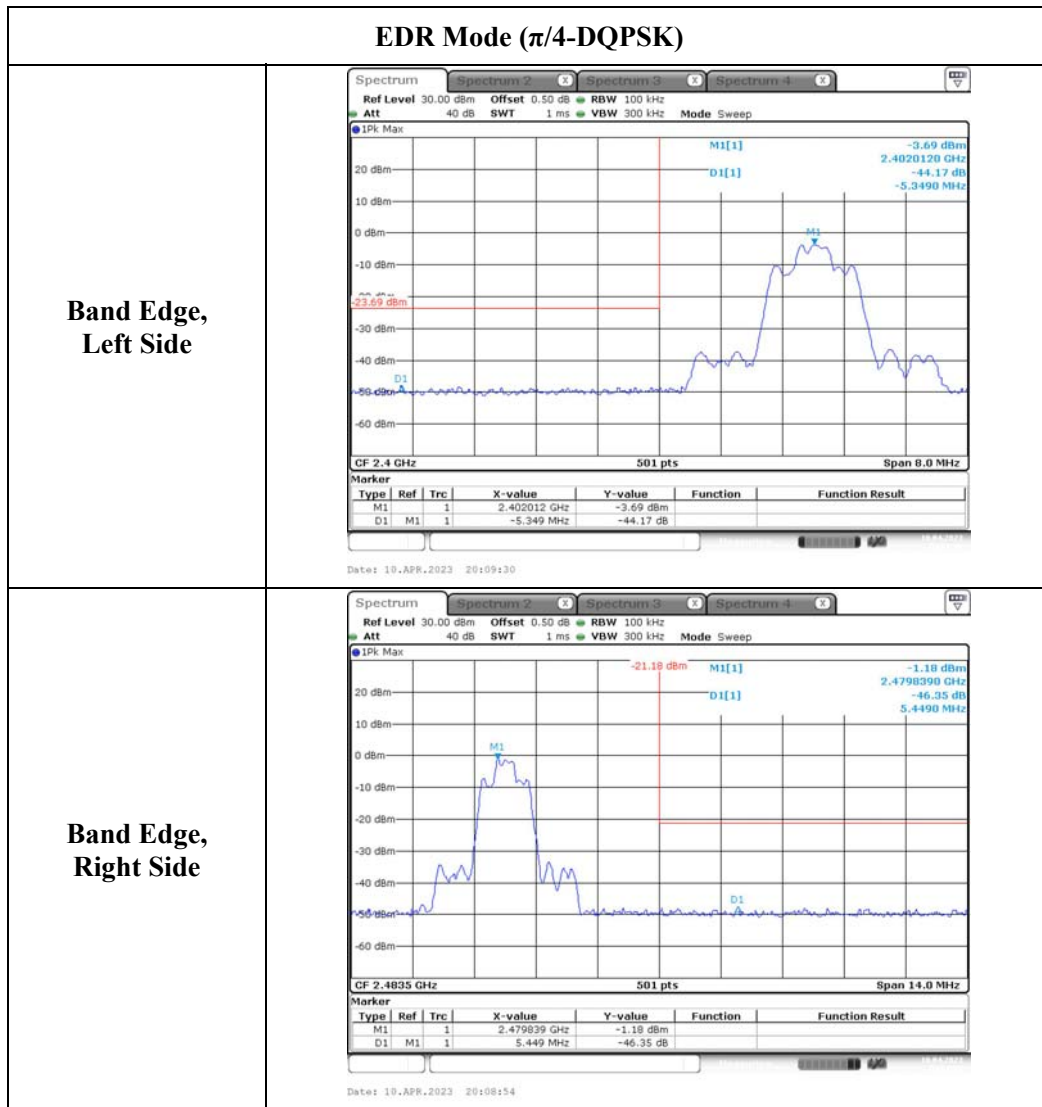 EDR Mode (π/4-DQPSK)
Band Edge,
Left Side
Spectrum Spectrum 2 X Spectrum 3 X Spectrum 4 X
Ref Level 30.00 dBm Offset 0.50 dB RBW 100 kHz
Att 40 dB SWT 1 ms VBW 300 kHz Mode Sweep
1Pk Max
M1[1] -3.69 dBm
2.4020120 GHz
20 dBm
D1[1] -44.17 dB
-5.3490 MHz
10 dBm
0 dBm
M1
-10 dBm
-23.69 dBm
-30 dBm
-40 dBm
D1
-50 dBm
-60 dBm
CF 2.4 GHz 501 pts Span 8.0 MHz
Marker
Type Ref Trc X-value Y-value Function Function Result
M1 1 2.402012 GHz -3.69 dBm
D1 M1 1 -5.349 MHz -44.17 dB
Date: 10.APR.2023 20:09:30
Band Edge,
Right Side
Spectrum Spectrum 2 X Spectrum 3 X Spectrum 4 X
Ref Level 30.00 dBm Offset 0.50 dB RBW 100 kHz
Att 40 dB SWT 1 ms VBW 300 kHz Mode Sweep
1Pk Max
-21.18 dBm M1[1] -1.18 dBm
2.4798390 GHz
20 dBm
D1[1] -46.35 dB
5.4490 MHz
10 dBm
0 dBm
M1
-10 dBm
-20 dBm
-30 dBm
-40 dBm
D1
-50 dBm
-60 dBm
CF 2.4835 GHz 501 pts Span 14.0 MHz
Marker
Type Ref Trc X-value Y-value Function Function Result
M1 1 2.479839 GHz -1.18 dBm
D1 M1 1 5.449 MHz -46.35 dB
Date: 10.APR.2023 20:08:54